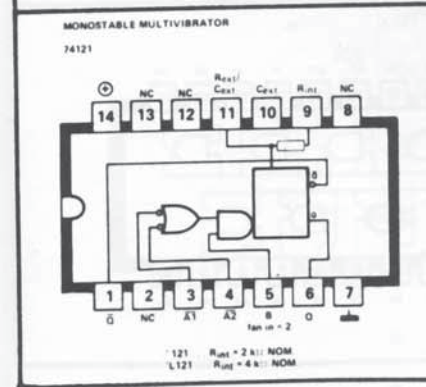 MONOSTABLE MULTIVIBRATOR
74121
Rext/
⊕ NC NC Cext Cext Rint NC
14 13 12 11 10 9 8
Q̄
Q
1 2 3 4 5 6 7
Q̄ NC A̅1̅ A̅2̅ B Q
fan in = 2
'121 Rint = 2 kΩ NOM
'L121 Rint = 4 kΩ NOM